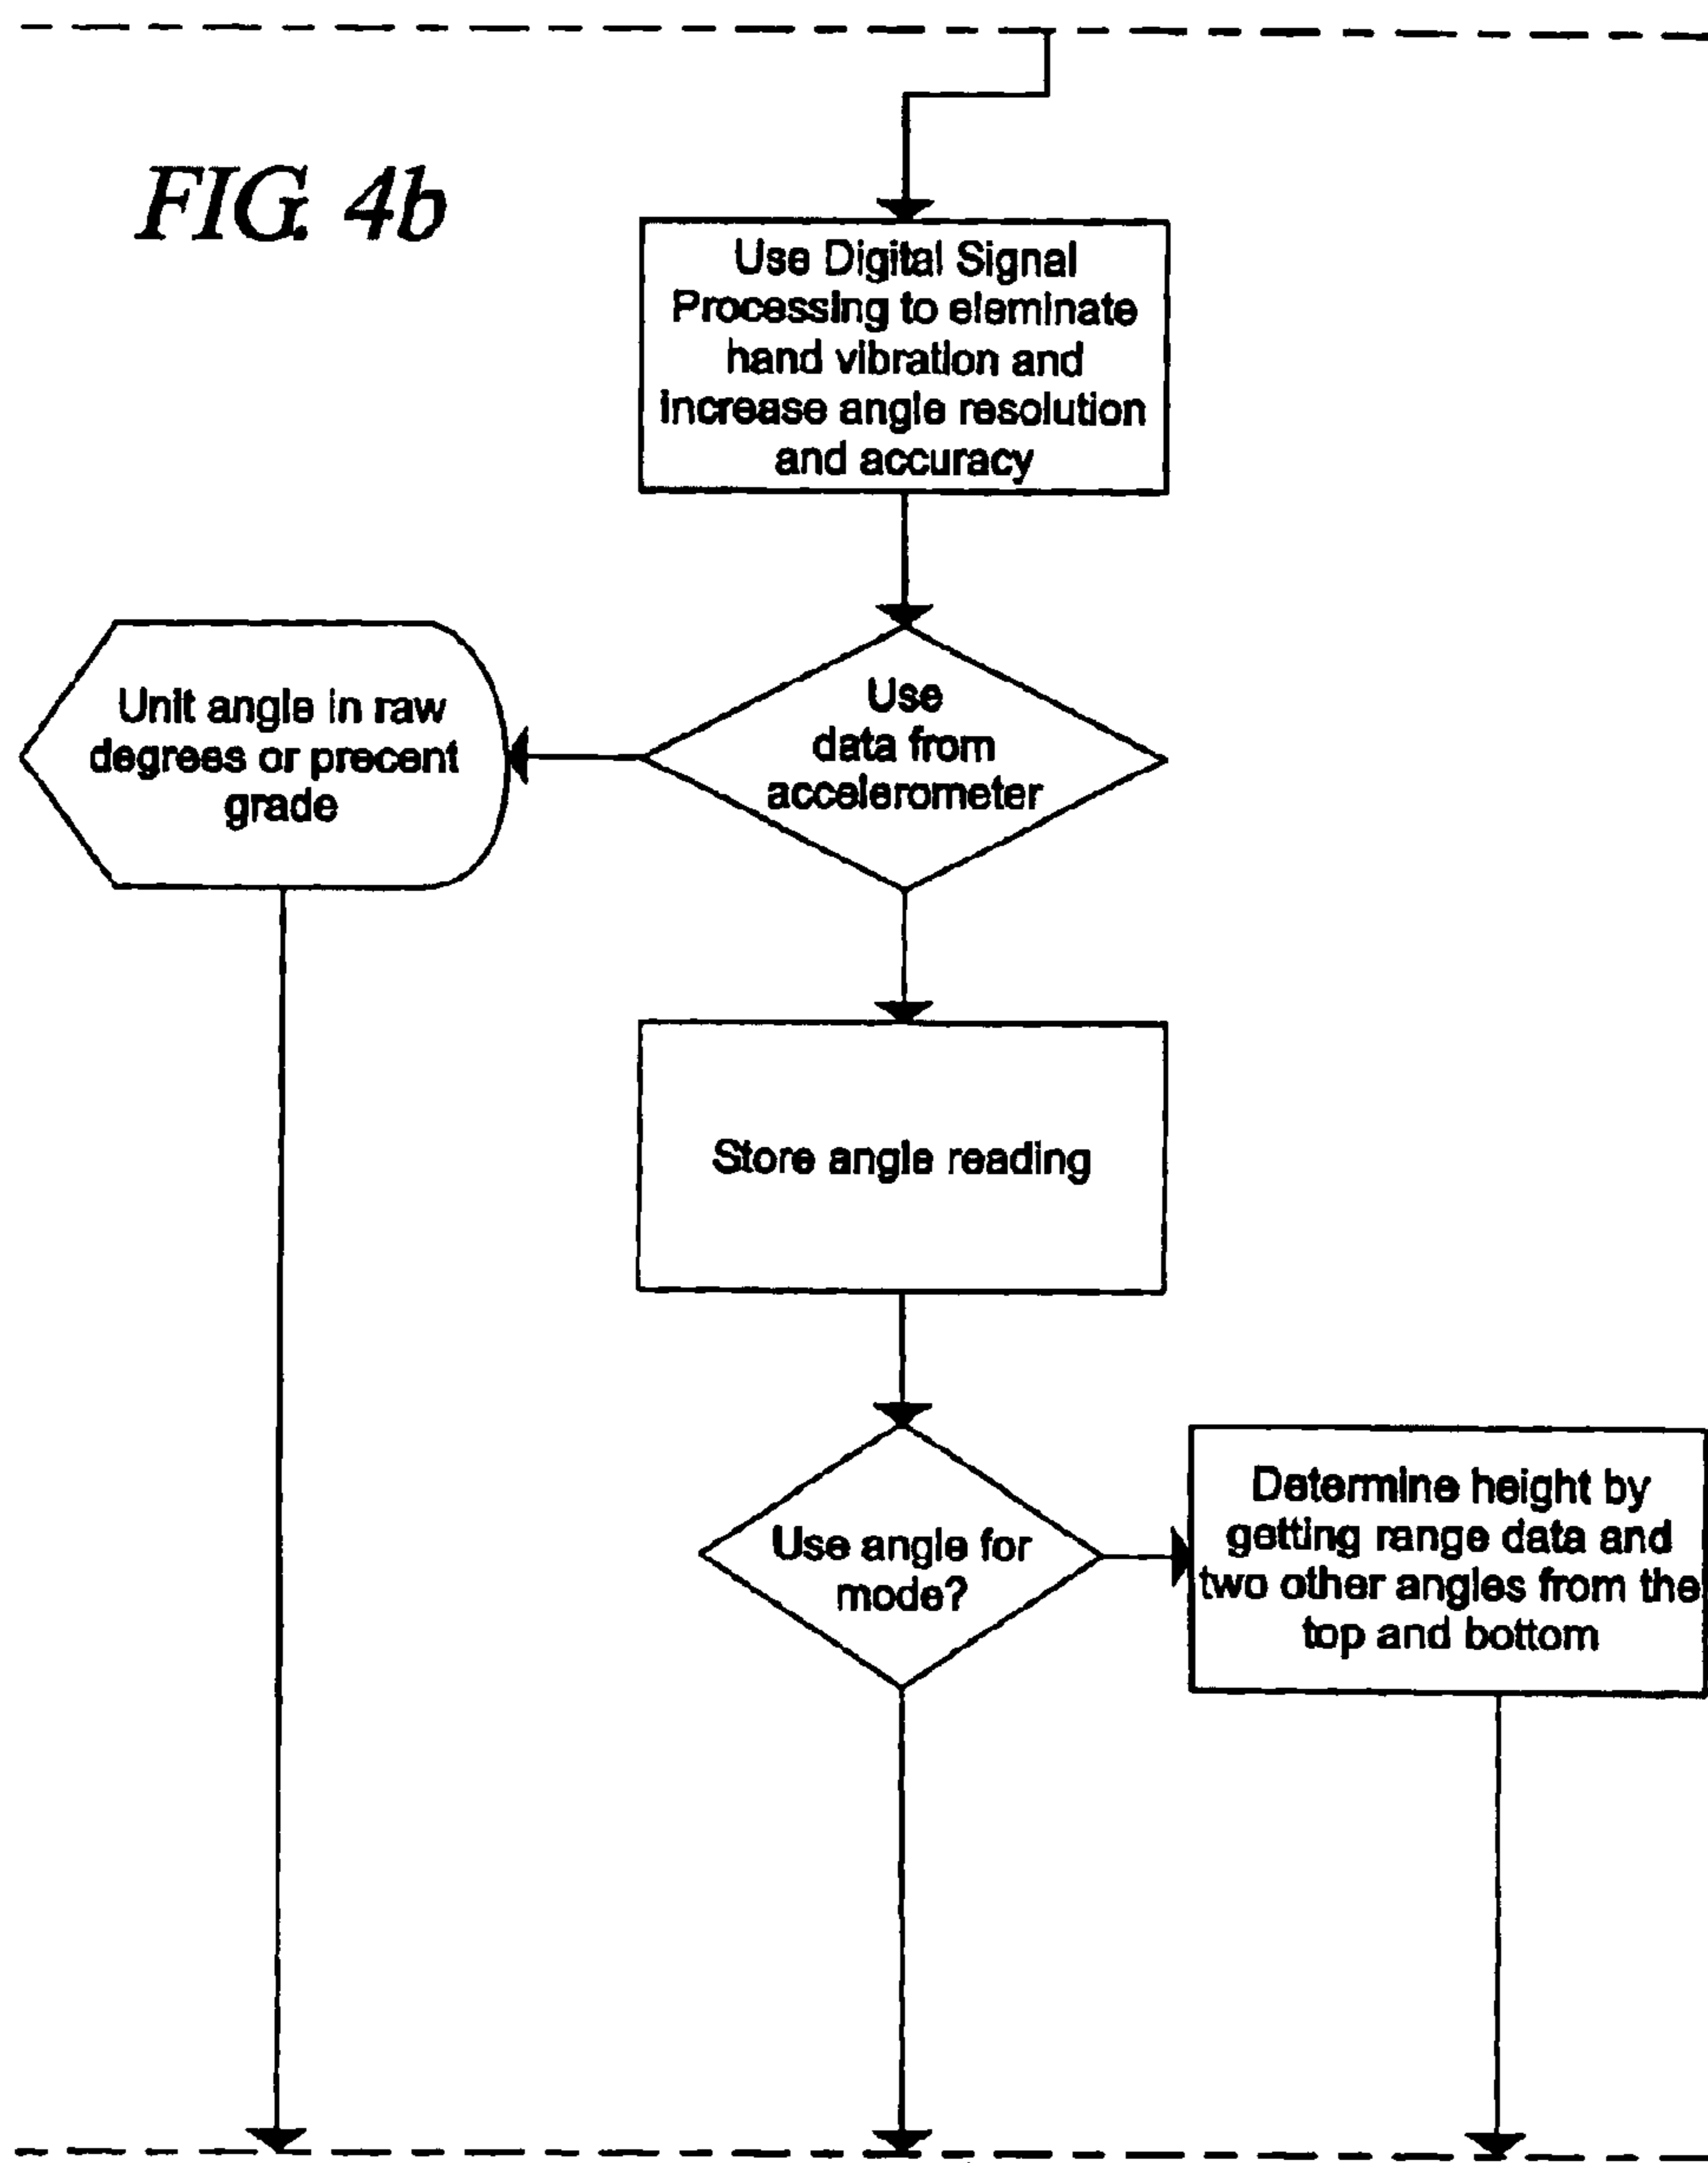 FIG. 4b
Use Digital Signal
Processing to eleminate
hand vibration and
increase angle resolution
and accuracy
Use
data from
accelerometer
Unit angle in raw
degrees or precent
grade
Store angle reading
Use angle for
mode?
Determine height by
getting range data and
two other angles from the
top and bottom